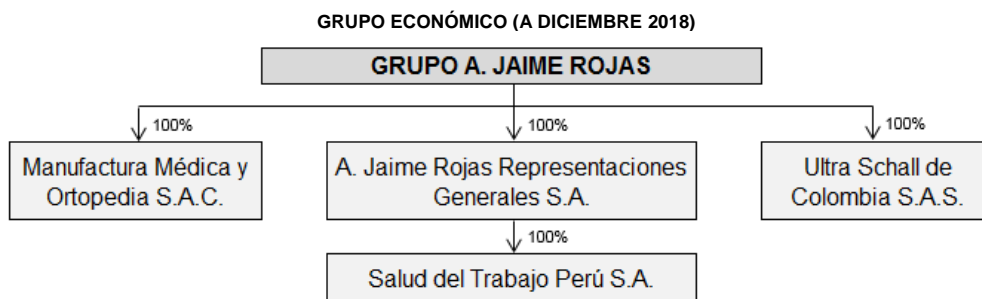 GRUPO ECONÓMICO (A DICIEMBRE 2018)
GRUPO A. JAIME ROJAS
100%
100%
100%
Manufactura Médica y
Ortopedia S.A.C.
A. Jaime Rojas Representaciones
Generales S.A.
Ultra Schall de
Colombia S.A.S.
100%
Salud del Trabajo Perú S.A.